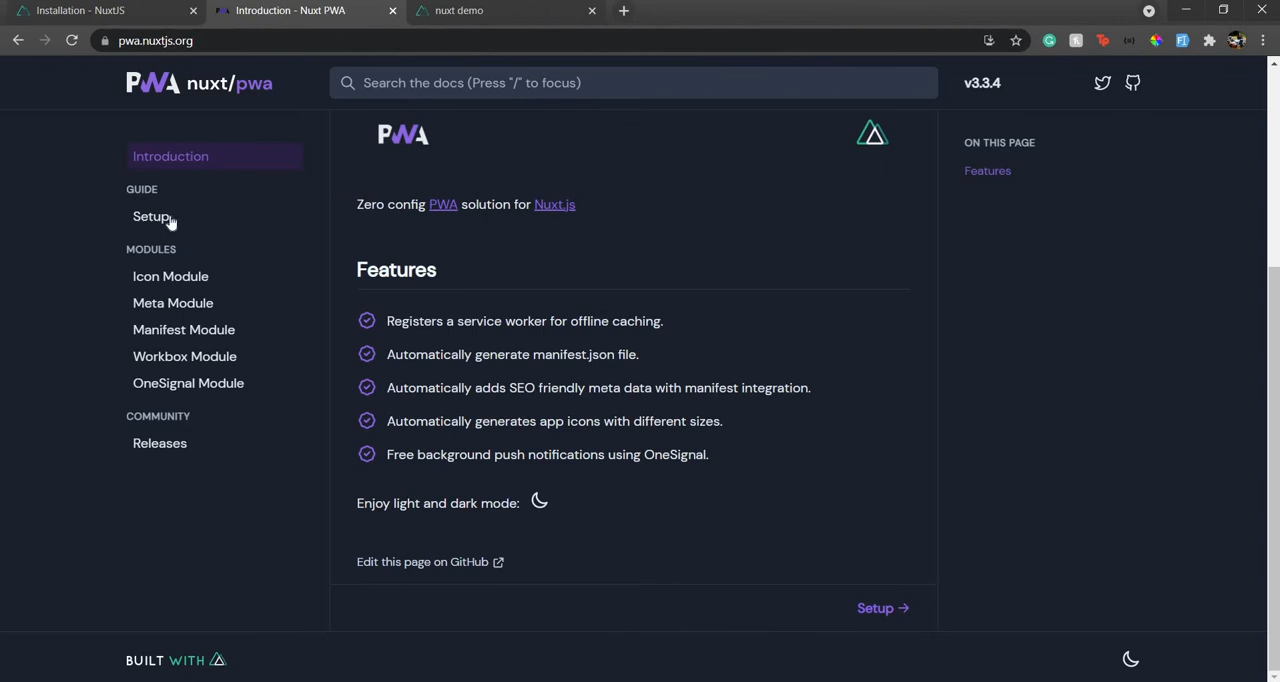 Installation - NuxtJS
Introduction - Nuxt PWA
nuxt demo
pwa.nuxtjs.org
PWA nuxt/pwa
Search the docs (Press "/" to focus)
v3.3.4
Introduction
GUIDE
Setup
MODULES
Icon Module
Meta Module
Manifest Module
Workbox Module
OneSignal Module
COMMUNITY
Releases
PWA
Zero config PWA solution for Nuxt.js
Features
Registers a service worker for offline caching.
Automatically generate manifest.json file.
Automatically adds SEO friendly meta data with manifest integration.
Automatically generates app icons with different sizes.
Free background push notifications using OneSignal.
Enjoy light and dark mode:
Edit this page on GitHub
Setup →
ON THIS PAGE
Features
BUILT WITH